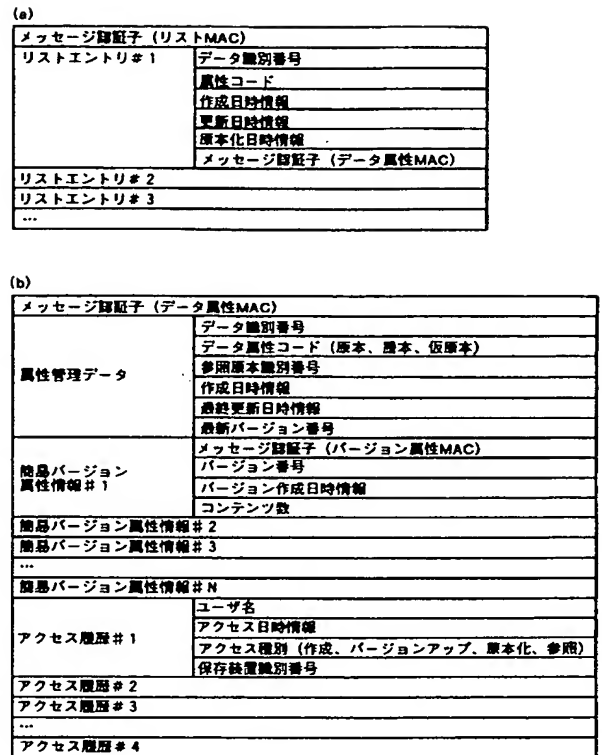 (a)
メッセージ認証子（リストMAC）
リストエントリ＃1
データ識別番号
属性コード
作成日時情報
更新日時情報
原本化日時情報
メッセージ認証子（データ属性MAC）
リストエントリ＃2
リストエントリ＃3
...
(b)
メッセージ認証子（データ属性MAC）
属性管理データ
データ識別番号
データ属性コード（原本、謄本、仮原本）
参照原本識別番号
作成日時情報
最終更新日時情報
最新バージョン番号
簡易バージョン
属性情報＃1
メッセージ認証子（バージョン属性MAC）
バージョン番号
バージョン作成日時情報
コンテンツ数
簡易バージョン属性情報＃2
簡易バージョン属性情報＃3
...
簡易バージョン属性情報＃N
アクセス履歴＃1
ユーザ名
アクセス日時情報
アクセス種別（作成、バージョンアップ、原本化、参照）
保存装置識別番号
アクセス履歴＃2
アクセス履歴＃3
...
アクセス履歴＃4